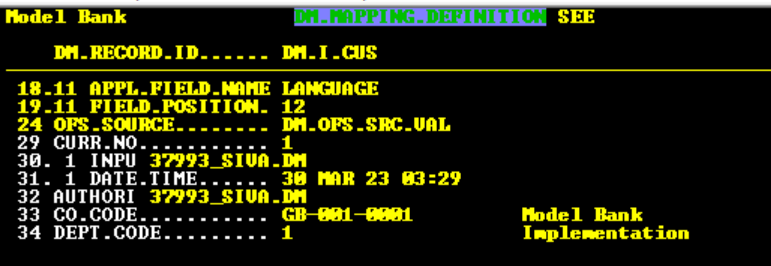 Model Bank DM.MAPPING.DEFINITION SEE
DM.RECORD.ID...... DM.I.CUS
18.11 APPL.FIELD.NAME LANGUAGE
19.11 FIELD.POSITION. 12
24 OFS.SOURCE........ DM.OFS.SRC.VAL
29 CURR.NO........... 1
30. 1 INPU 37993_SIVA.DM
31. 1 DATE.TIME...... 30 MAR 23 03:29
32 AUTHORI 37993_SIVA.DM
33 CO.CODE........... GB-001-0001 Model Bank
34 DEPT.CODE......... 1 Implementation